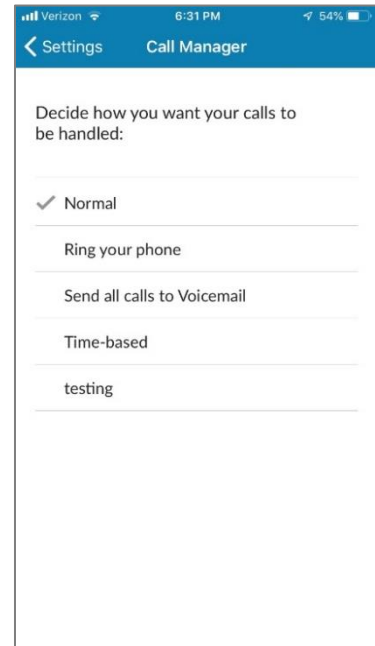 Verizon 6:31 PM 54%
Settings Call Manager
Decide how you want your calls to
be handled:
Normal
Ring your phone
Send all calls to Voicemail
Time-based
testing